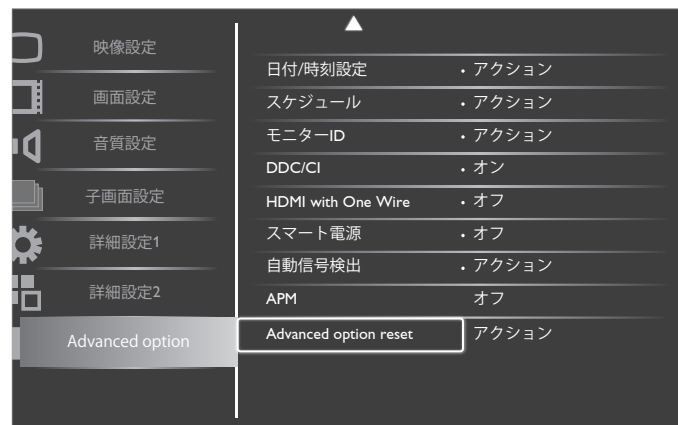 映像設定
画面設定
音質設定
子画面設定
詳細設定1
詳細設定2
Advanced option
日付/時刻設定 • アクション
スケジュール • アクション
モニターID • アクション
DDC/CI • オン
HDMI with One Wire • オフ
スマート電源 • オフ
自動信号検出 • アクション
APM オフ
Advanced option reset アクション